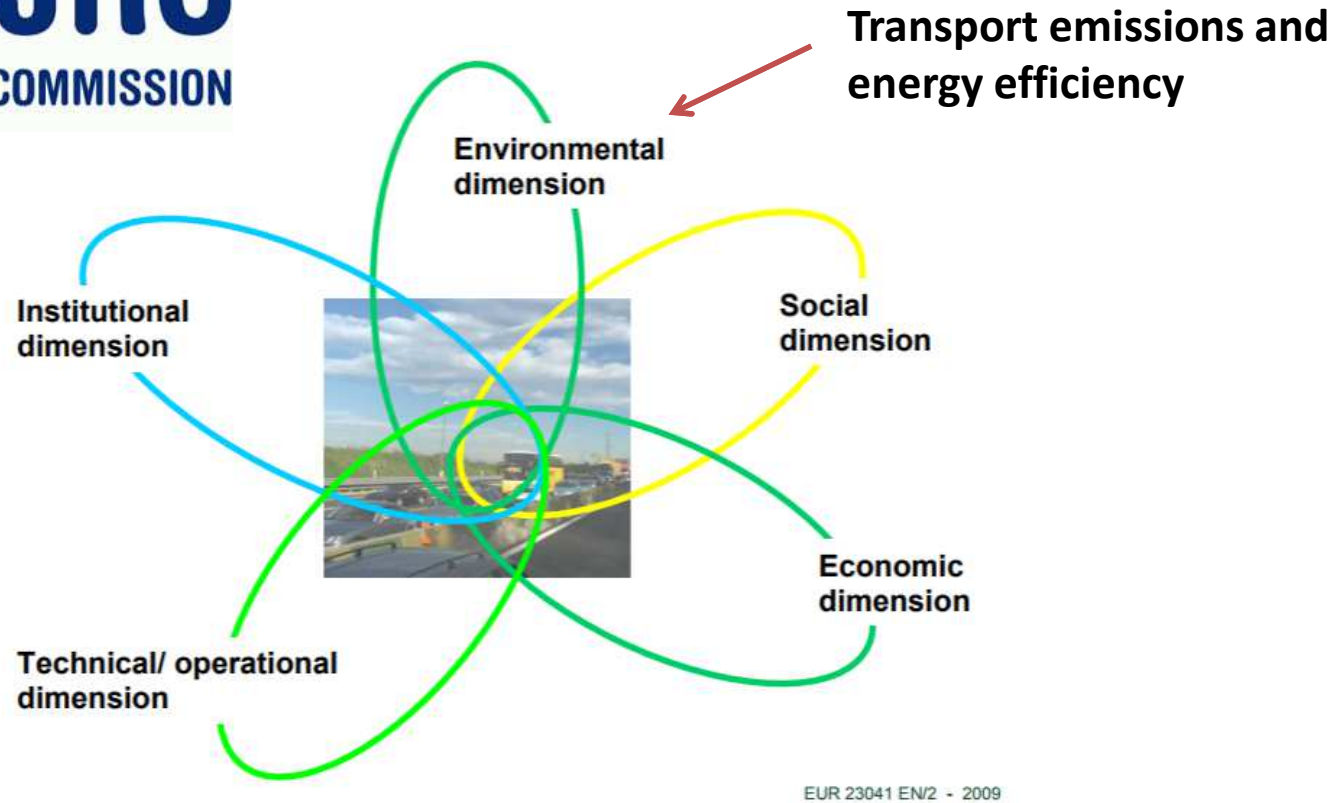 COMMISSION
Transport emissions and
energy efficiency
Environmental
dimension
Institutional
dimension
Social
dimension
Economic
dimension
Technical/ operational
dimension
EUR 23041 EN/2 - 2009